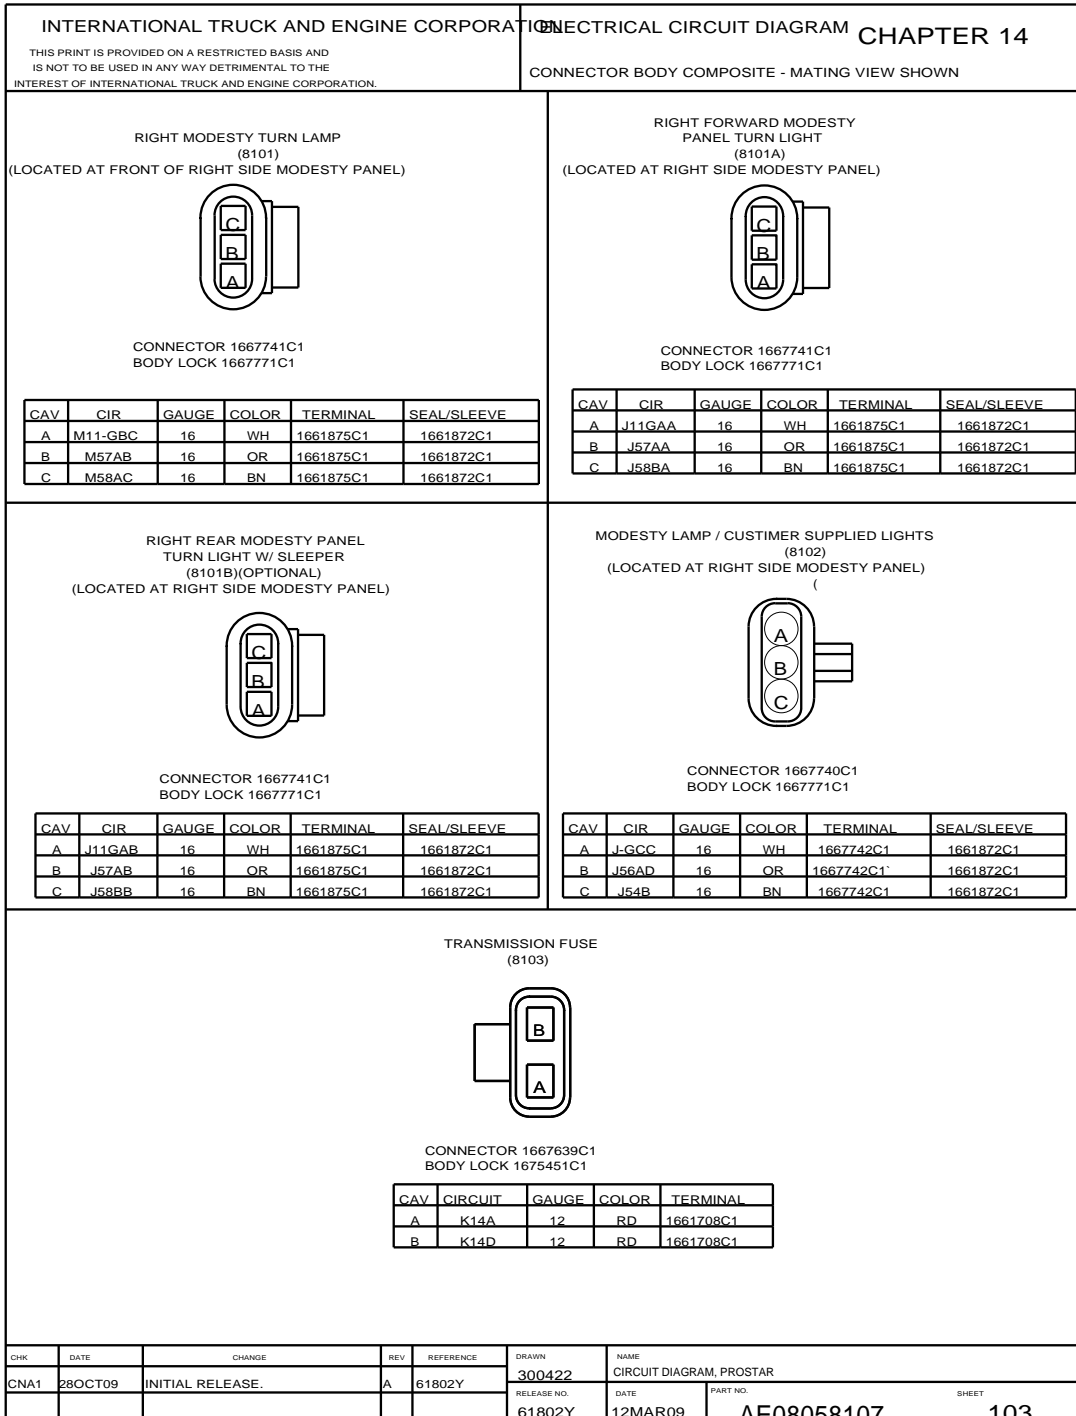 INTERNATIONAL TRUCK AND ENGINE CORPORATION
THIS PRINT IS PROVIDED ON A RESTRICTED BASIS AND
IS NOT TO BE USED IN ANY WAY DETRIMENTAL TO THE
INTEREST OF INTERNATIONAL TRUCK AND ENGINE CORPORATION.
ELECTRICAL CIRCUIT DIAGRAM CHAPTER 14
CONNECTOR BODY COMPOSITE - MATING VIEW SHOWN
RIGHT MODESTY TURN LAMP
(8101)
(LOCATED AT FRONT OF RIGHT SIDE MODESTY PANEL)
C
B
A
CONNECTOR 1667741C1
BODY LOCK 1667771C1
CAV CIR GAUGE COLOR TERMINAL SEAL/SLEEVE
A M11-GBC 16 WH 1661875C1 1661872C1
B M57AB 16 OR 1661875C1 1661872C1
C M58AC 16 BN 1661875C1 1661872C1
RIGHT FORWARD MODESTY
PANEL TURN LIGHT
(8101A)
(LOCATED AT RIGHT SIDE MODESTY PANEL)
C
B
A
CONNECTOR 1667741C1
BODY LOCK 1667771C1
CAV CIR GAUGE COLOR TERMINAL SEAL/SLEEVE
A J11GAA 16 WH 1661875C1 1661872C1
B J57AA 16 OR 1661875C1 1661872C1
C J58BA 16 BN 1661875C1 1661872C1
RIGHT REAR MODESTY PANEL
TURN LIGHT W/ SLEEPER
(8101B)(OPTIONAL)
(LOCATED AT RIGHT SIDE MODESTY PANEL)
C
B
A
CONNECTOR 1667741C1
BODY LOCK 1667771C1
CAV CIR GAUGE COLOR TERMINAL SEAL/SLEEVE
A J11GAB 16 WH 1661875C1 1661872C1
B J57AB 16 OR 1661875C1 1661872C1
C J58BB 16 BN 1661875C1 1661872C1
MODESTY LAMP / CUSTIMER SUPPLIED LIGHTS
(8102)
(LOCATED AT RIGHT SIDE MODESTY PANEL)
(
A
B
C
CONNECTOR 1667740C1
BODY LOCK 1667771C1
CAV CIR GAUGE COLOR TERMINAL SEAL/SLEEVE
A J-GCC 16 WH 1667742C1 1661872C1
B J56AD 16 OR 1667742C1` 1661872C1
C J54B 16 BN 1667742C1 1661872C1
TRANSMISSION FUSE
(8103)
B
A
CONNECTOR 1667639C1
BODY LOCK 1675451C1
CAV CIRCUIT GAUGE COLOR TERMINAL
A K14A 12 RD 1661708C1
B K14D 12 RD 1661708C1
CHK DATE CHANGE REV REFERENCE
CNA1 28OCT09 INITIAL RELEASE. A 61802Y
DRAWN
300422
NAME
CIRCUIT DIAGRAM, PROSTAR
RELEASE NO.
61802Y
DATE
12MAR09
PART NO.
AE08058107
SHEET
103